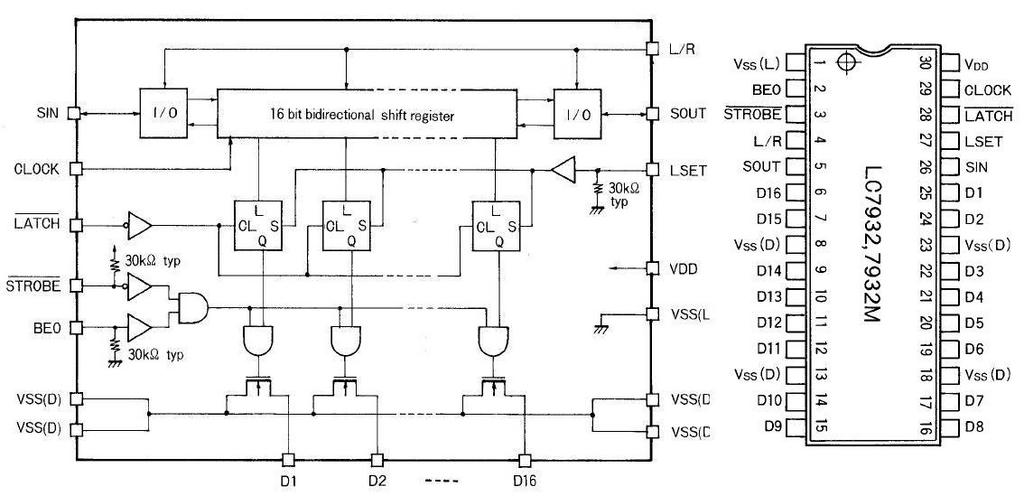 L/R
SIN
I/O
16 bit bidirectional shift register
I/O
SOUT
CLOCK
LSET
30kΩ
typ
LATCH
L
CL S
Q
L
CL S
Q
L
CL S
Q
30kΩ typ
STROBE
VDD
BEO
30kΩ typ
VSS(L
VSS(D)
VSS(D)
VSS(D
VSS(D
D1
D2
----
D16
VSS(L) 1
BEO 2
STROBE 3
L/R 4
SOUT 5
D16 6
D15 7
VSS(D) 8
D14 9
D13 10
D12 11
D11 12
VSS(D) 13
D10 14
D9 15
LC7932,7932M
30 VDD
29 CLOCK
28 LATCH
27 LSET
26 SIN
25 D1
24 D2
23 VSS(D)
22 D3
21 D4
20 D5
19 D6
18 VSS(D)
17 D7
16 D8